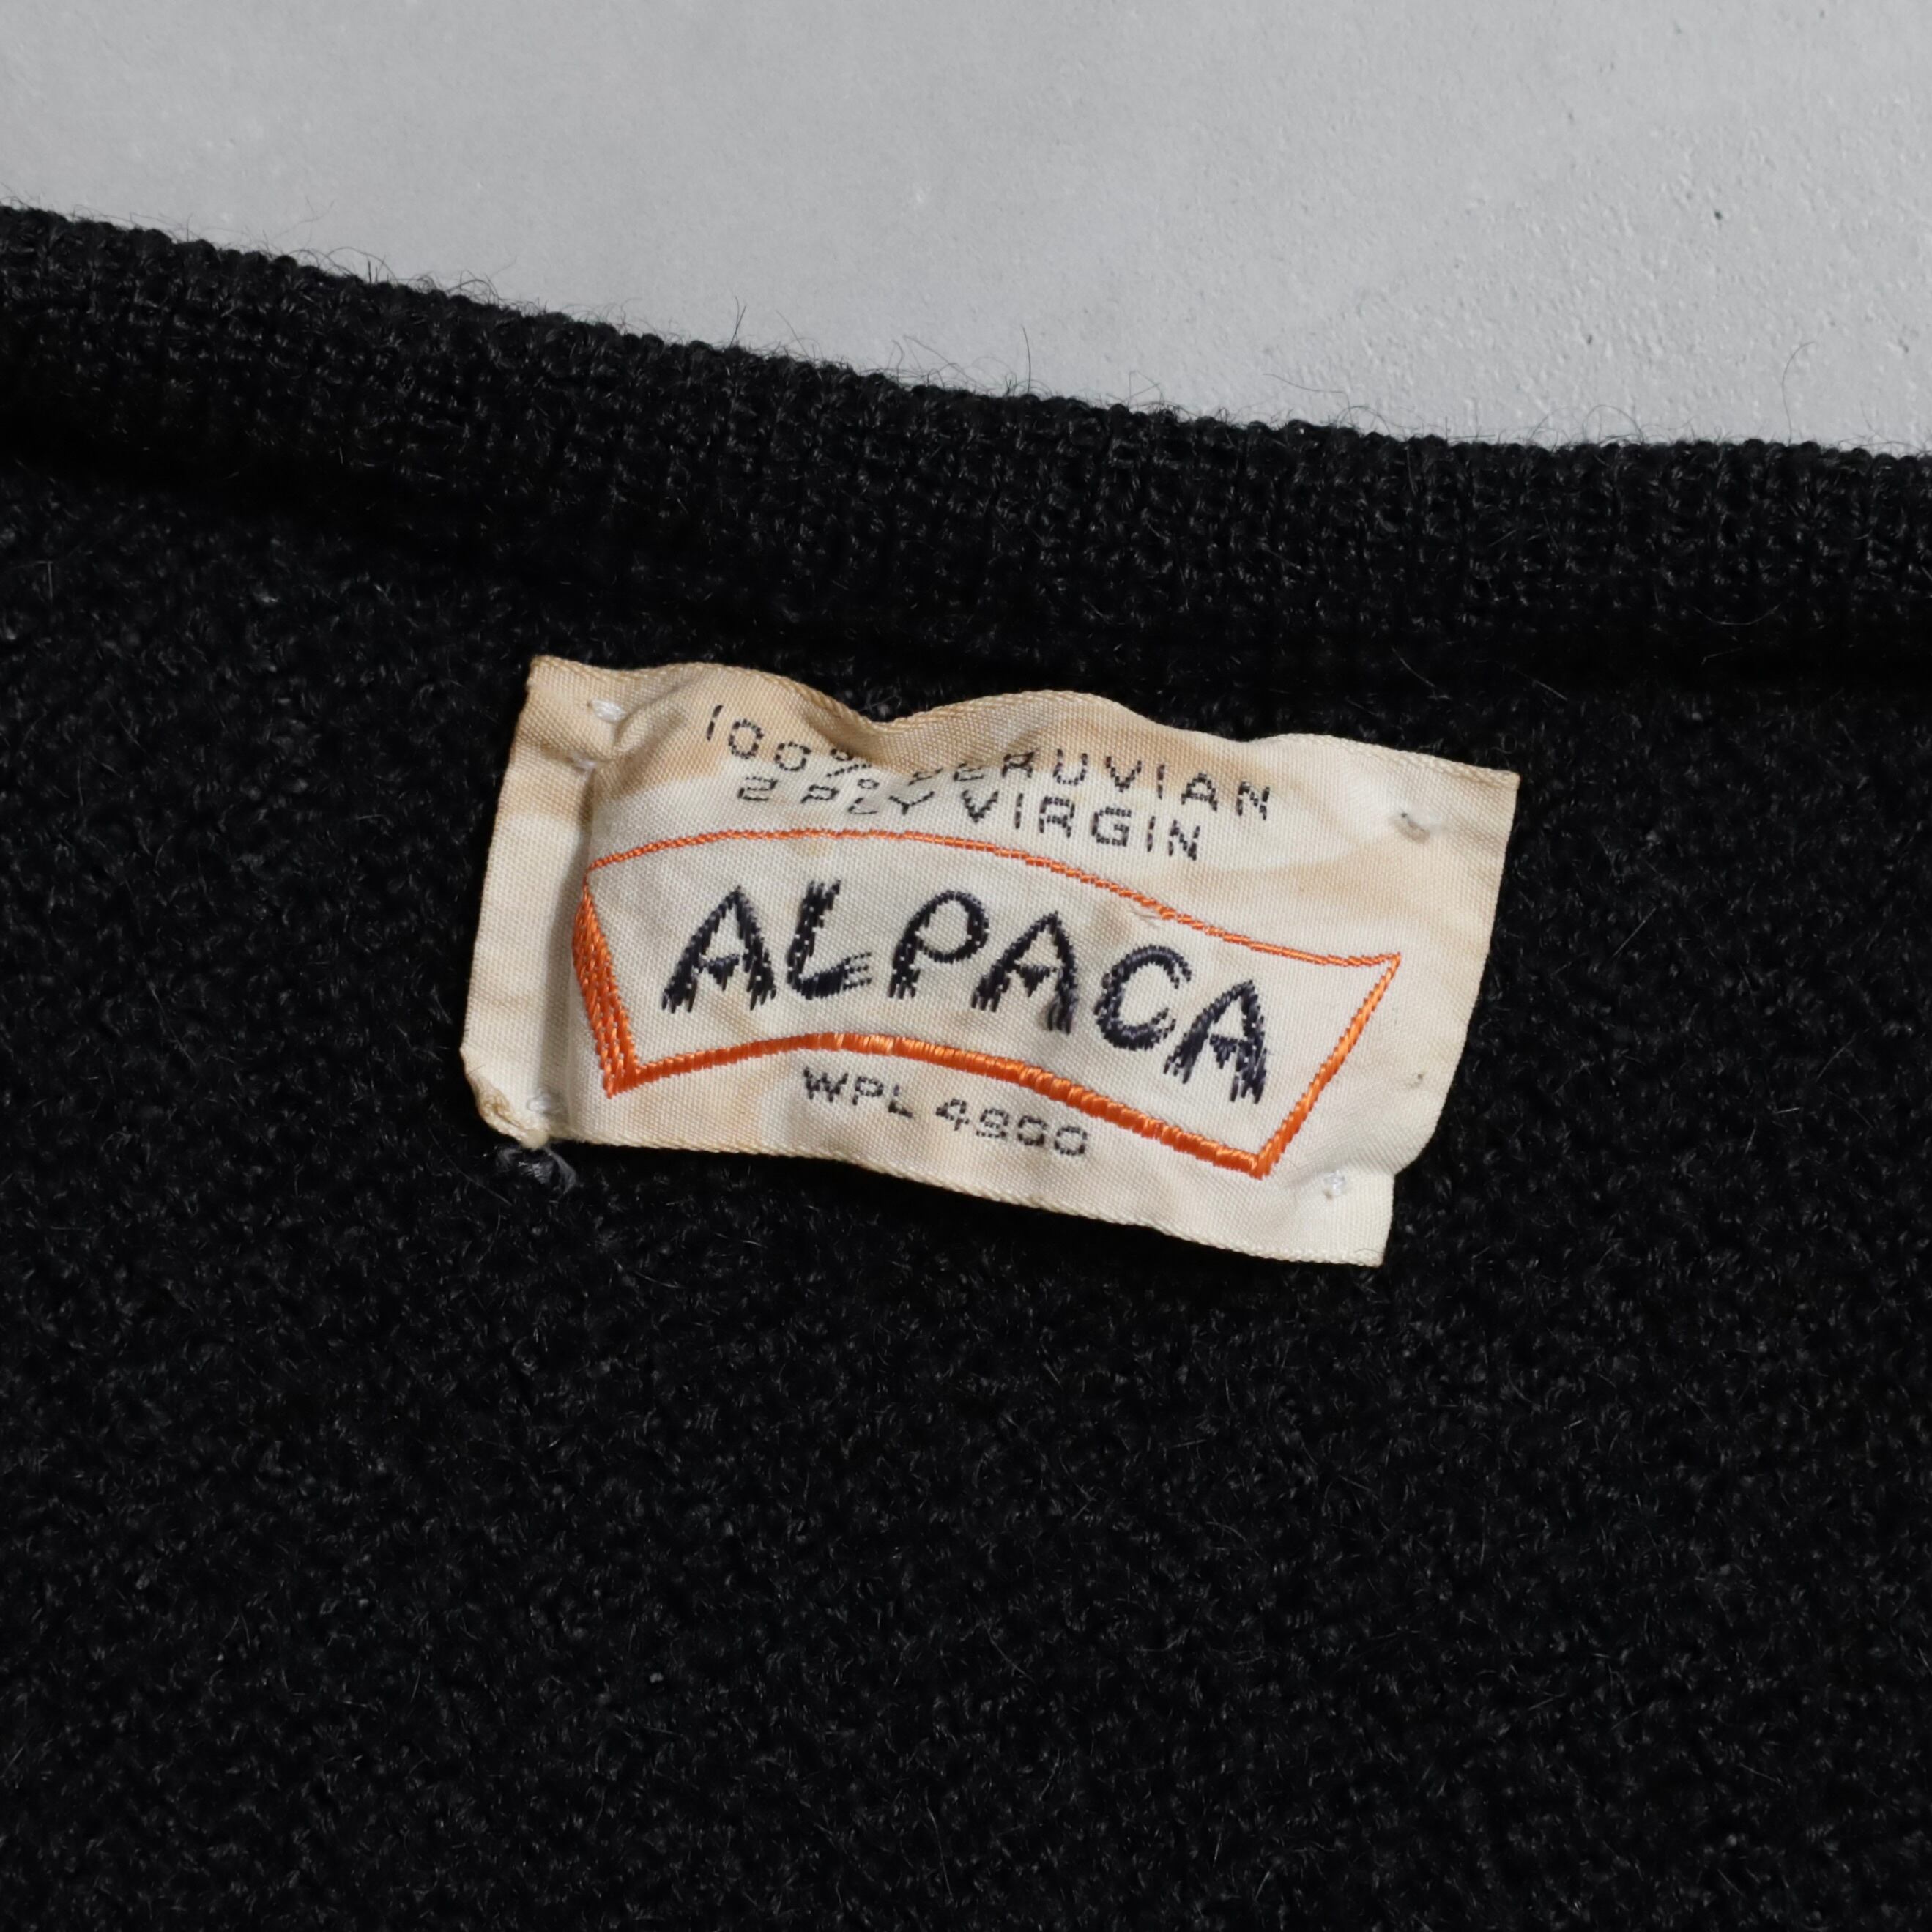 100% PERUVIAN
2 PLY VIRGIN
ALPACA
WPL 4900